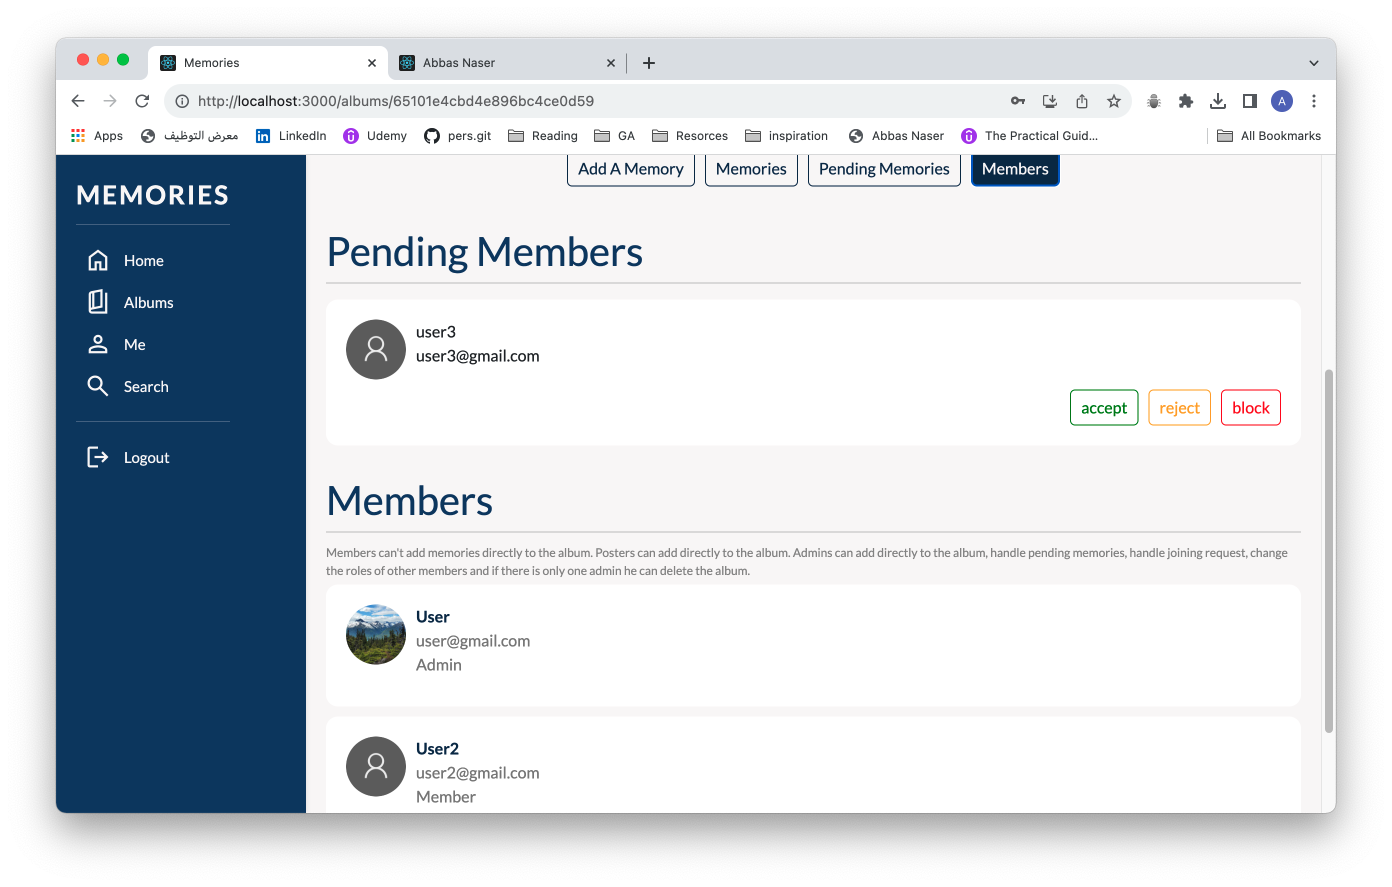 Memories
Abbas Naser
http://localhost:3000/albums/65101e4cbd4e896bc4ce0d59
A
Apps
معرض التوظيف
LinkedIn
Udemy
pers.git
Reading
GA
Resorces
inspiration
Abbas Naser
The Practical Guid...
All Bookmarks
MEMORIES
Home
Albums
Me
Search
Logout
Add A Memory
Memories
Pending Memories
Members
Pending Members
user3
user3@gmail.com
accept
reject
block
Members
Members can't add memories directly to the album. Posters can add directly to the album. Admins can add directly to the album, handle pending memories, handle joining request, change
the roles of other members and if there is only one admin he can delete the album.
User
user@gmail.com
Admin
User2
user2@gmail.com
Member